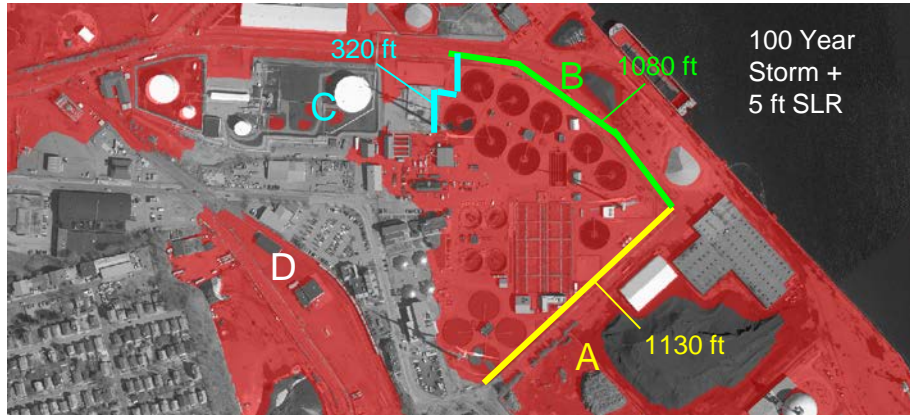 320 ft
B
1080 ft
100 Year
Storm +
5 ft SLR
C
D
A
1130 ft